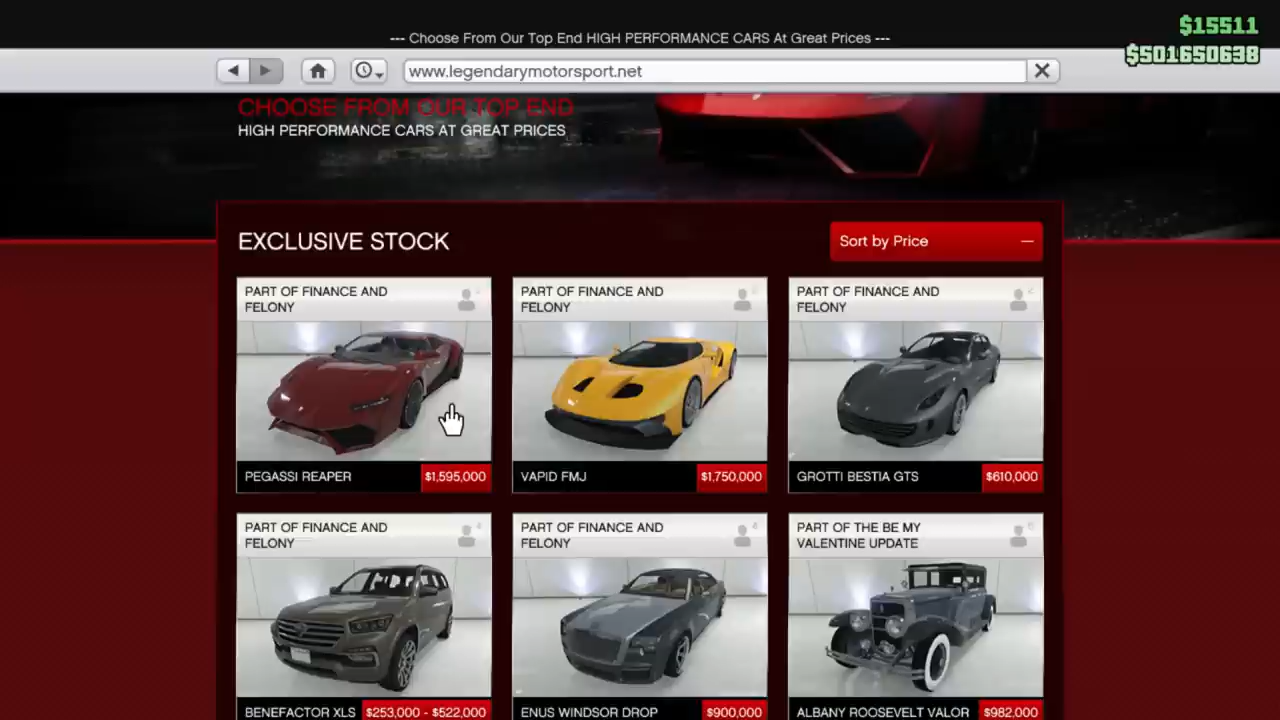 $15511
--- Choose From Our Top End HIGH PERFORMANCE CARS At Great Prices ---
$501650638
www.legendarymotorsport.net
CHOOSE FROM OUR TOP END
HIGH PERFORMANCE CARS AT GREAT PRICES
EXCLUSIVE STOCK
Sort by Price
PART OF FINANCE AND
FELONY
PART OF FINANCE AND
FELONY
PART OF FINANCE AND
FELONY
2
PEGASSI REAPER $1,595,000
VAPID FMJ $1,750,000
GROTTI BESTIA GTS $610,000
PART OF FINANCE AND
FELONY
4
PART OF FINANCE AND
FELONY
4
PART OF THE BE MY
VALENTINE UPDATE
BENEFACTOR XLS $253,000 - $522,000
ENUS WINDSOR DROP $900,000
ALBANY ROOSEVELT VALOR $982,000